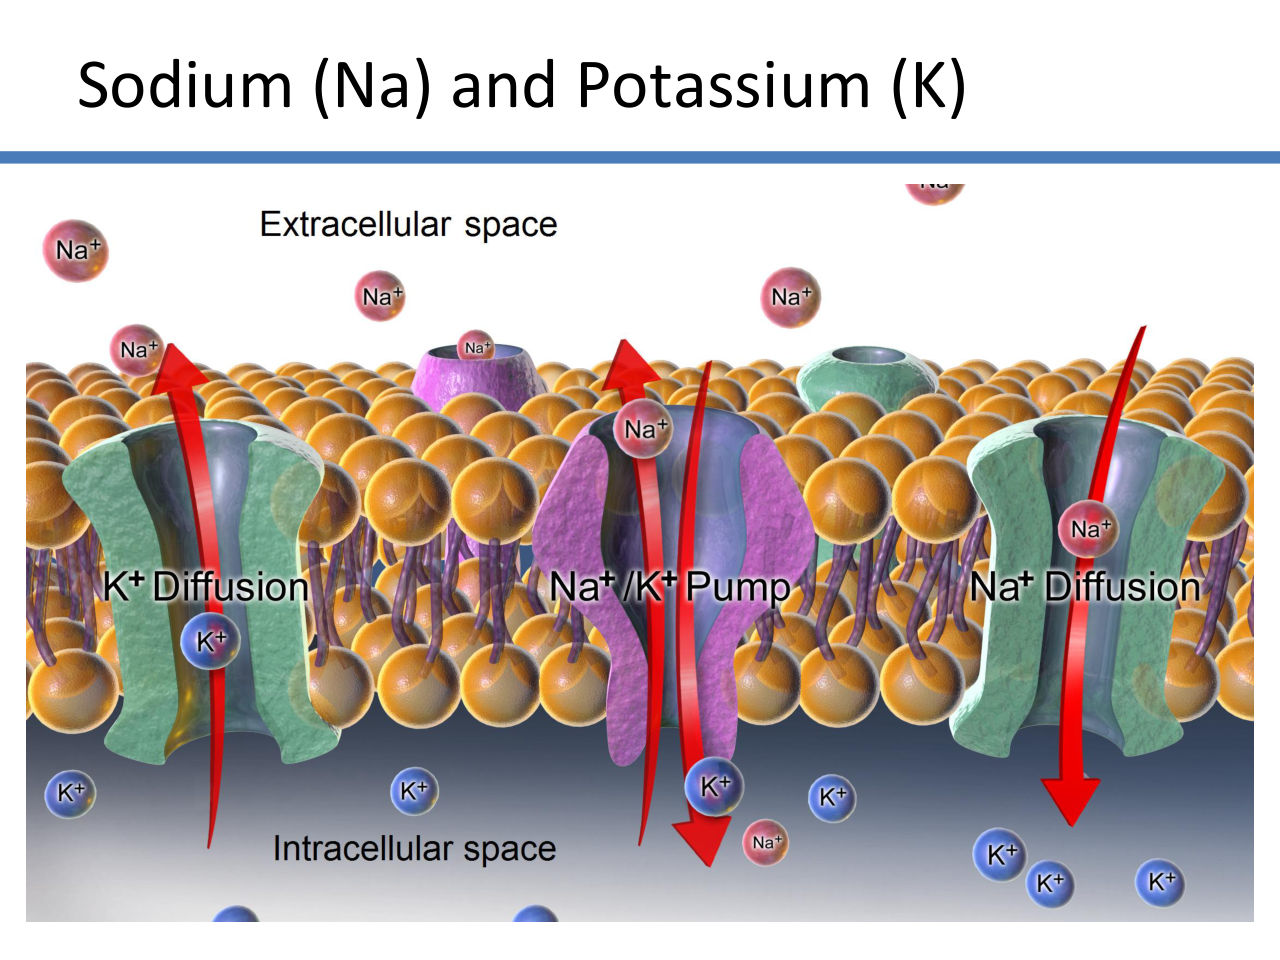 Sodium (Na) and Potassium (K)
Na
Extracellular space
Na+
Na+
Na+
Na+
Na+
Na+
Na+
K+ Diffusion
Na+/K+ Pump
Na+ Diffusion
K+
K+
K+
K+
K+
Na+
Intracellular space
K+
K+
K+